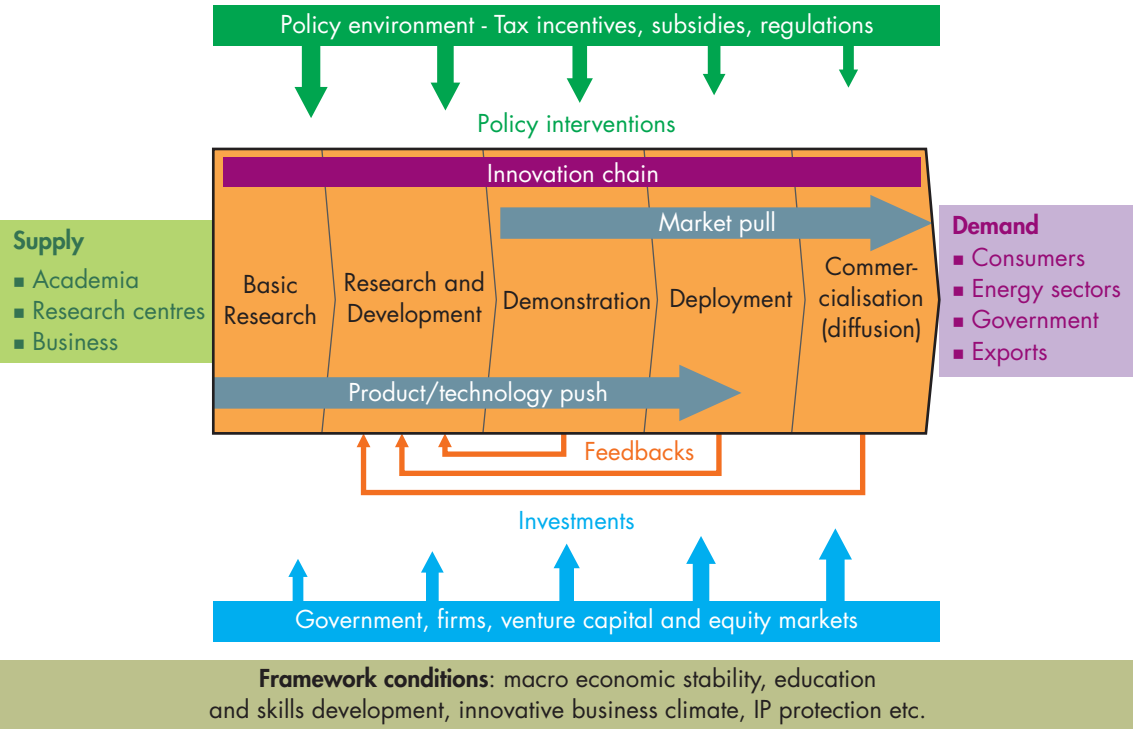 Policy environment - Tax incentives, subsidies, regulations
Policy interventions
Innovation chain
Market pull
Supply
▪ Academia
▪ Research centres
▪ Business
Basic
Research
Research and
Development
Demonstration
Deployment
Commer-
cialisation
(diffusion)
Demand
▪ Consumers
▪ Energy sectors
▪ Government
▪ Exports
Product/technology push
Feedbacks
Investments
Government, firms, venture capital and equity markets
Framework conditions: macro economic stability, education
and skills development, innovative business climate, IP protection etc.